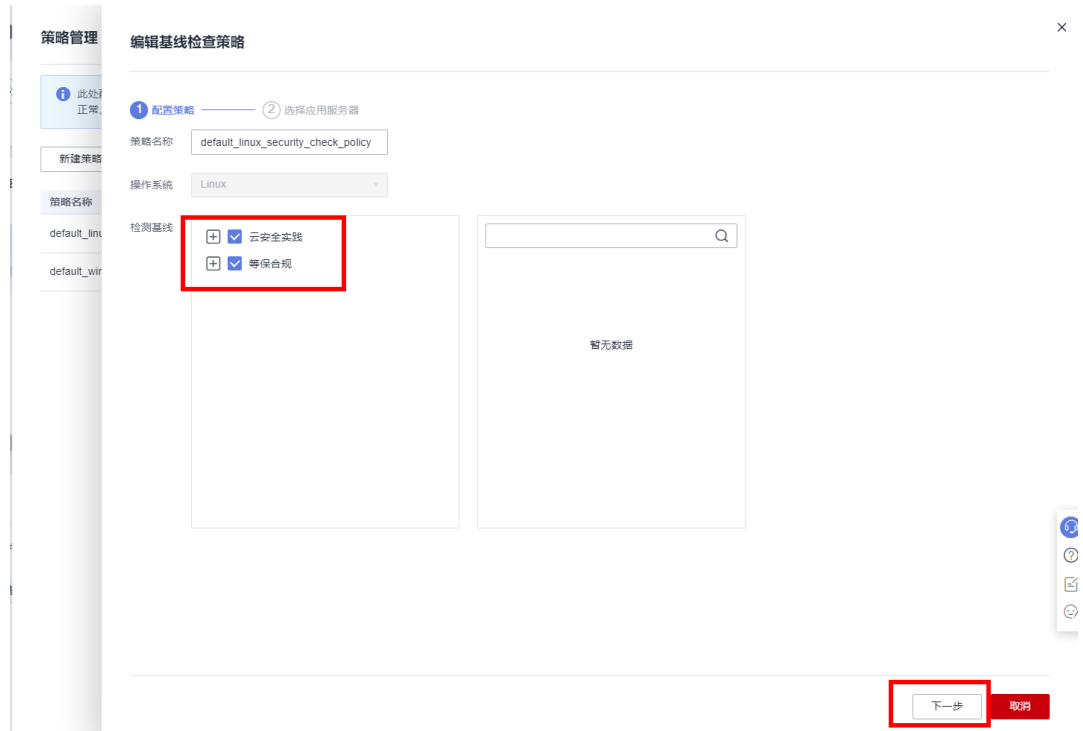 策略管理
编辑基线检查策略
此处
正常、
1 配置策略
2 选择应用服务器
策略名称
default_linux_security_check_policy
新建策略
操作系统
Linux
策略名称
检测基线
云安全实践
default_linu
等保合规
default_wir
暂无数据
下一步
取消